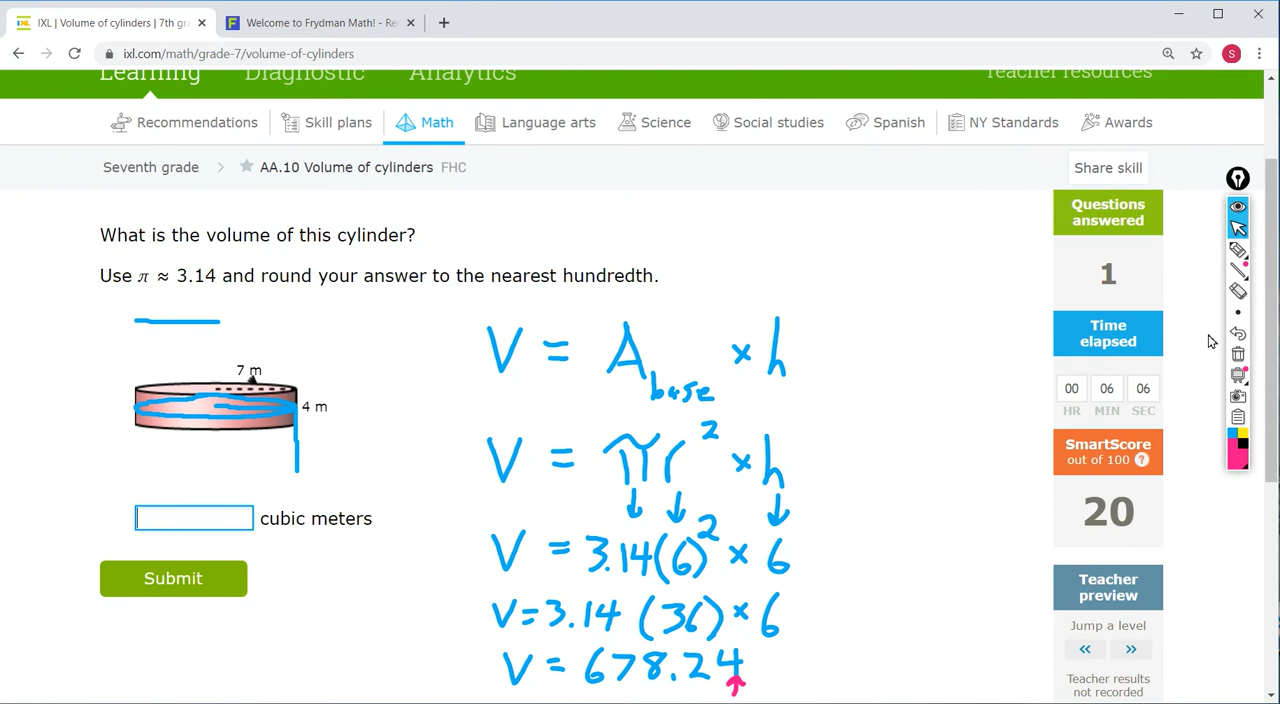 IXL | Volume of cylinders | 7th gra
Welcome to Frydman Math! - Re
ixl.com/math/grade-7/volume-of-cylinders
S
Learning Diagnostic Analytics Teacher resources
Recommendations Skill plans Math Language arts Science Social studies Spanish NY Standards Awards
Seventh grade > AA.10 Volume of cylinders FHC
Share skill
What is the volume of this cylinder?
Use π ≈ 3.14 and round your answer to the nearest hundredth.
7 m
4 m
cubic meters
Submit
V = A base × h
V = πr² × h
V = 3.14(6)² × 6
V = 3.14 (36) × 6
V = 678.24
Questions
answered
1
Time
elapsed
00 06 06
HR MIN SEC
SmartScore
out of 100 ?
20
Teacher
preview
Jump a level
<< >>
Teacher results
not recorded